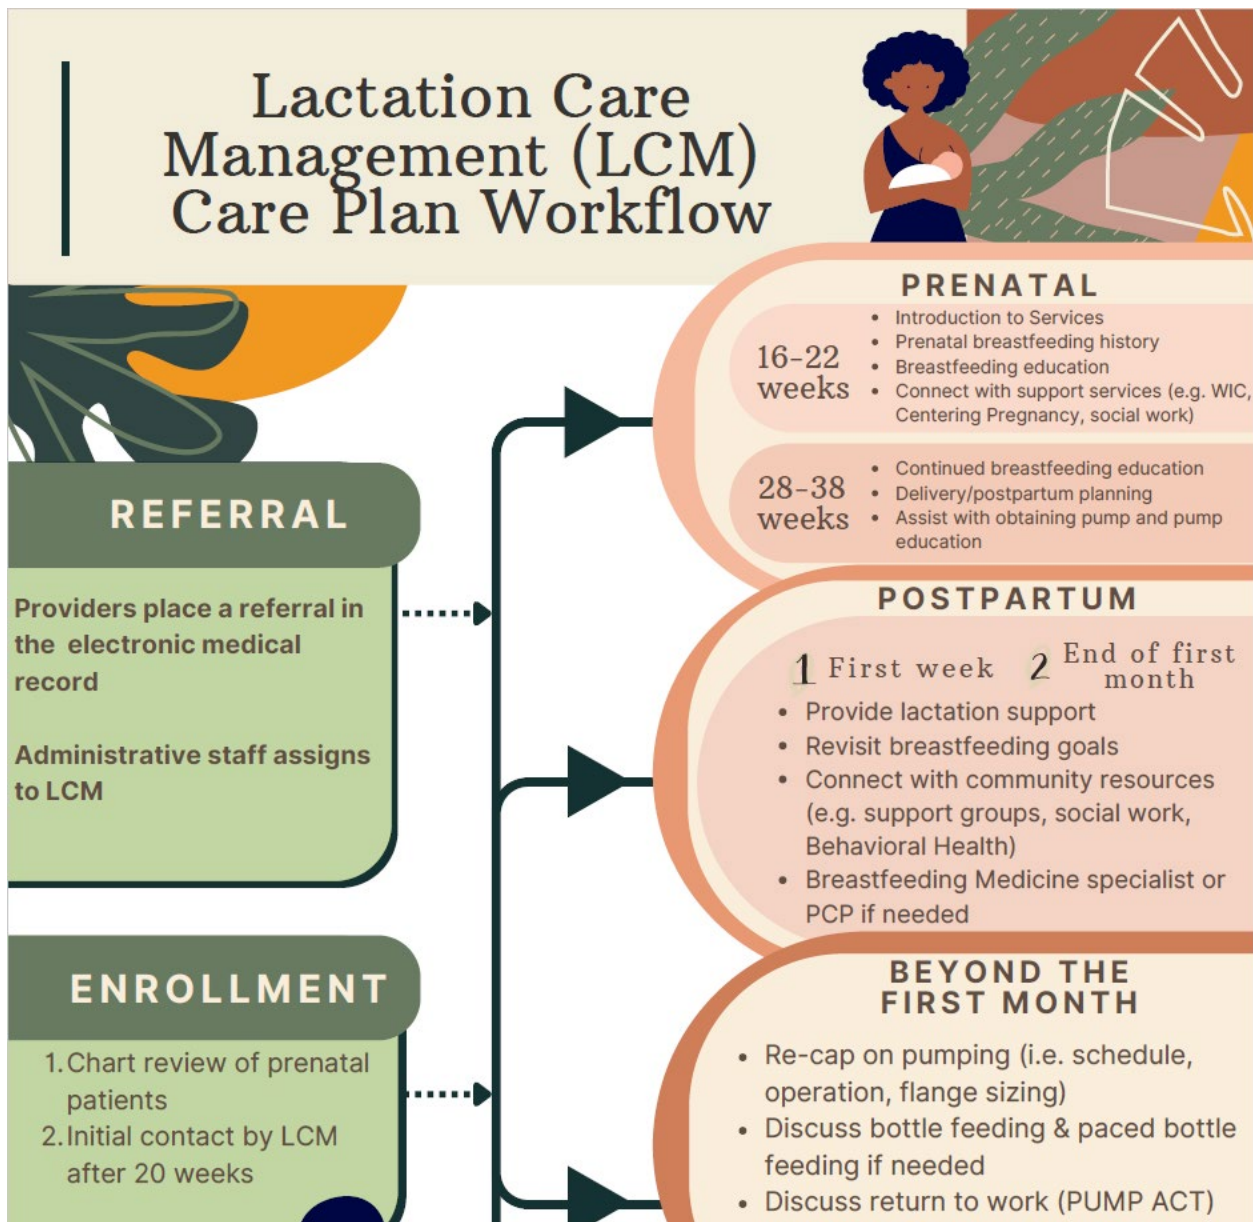 Lactation Care
Management (LCM)
Care Plan Workflow
REFERRAL
Providers place a referral in
the electronic medical
record
Administrative staff assigns
to LCM
ENROLLMENT
1. Chart review of prenatal
patients
2. Initial contact by LCM
after 20 weeks
PRENATAL
16-22
weeks
• Introduction to Services
• Prenatal breastfeeding history
• Breastfeeding education
• Connect with support services (e.g. WIC,
Centering Pregnancy, social work)
28-38
weeks
• Continued breastfeeding education
• Delivery/postpartum planning
• Assist with obtaining pump and pump
education
POSTPARTUM
1 First week
2 End of first
month
• Provide lactation support
• Revisit breastfeeding goals
• Connect with community resources
(e.g. support groups, social work,
Behavioral Health)
• Breastfeeding Medicine specialist or
PCP if needed
BEYOND THE
FIRST MONTH
• Re-cap on pumping (i.e. schedule,
operation, flange sizing)
• Discuss bottle feeding & paced bottle
feeding if needed
• Discuss return to work (PUMP ACT)